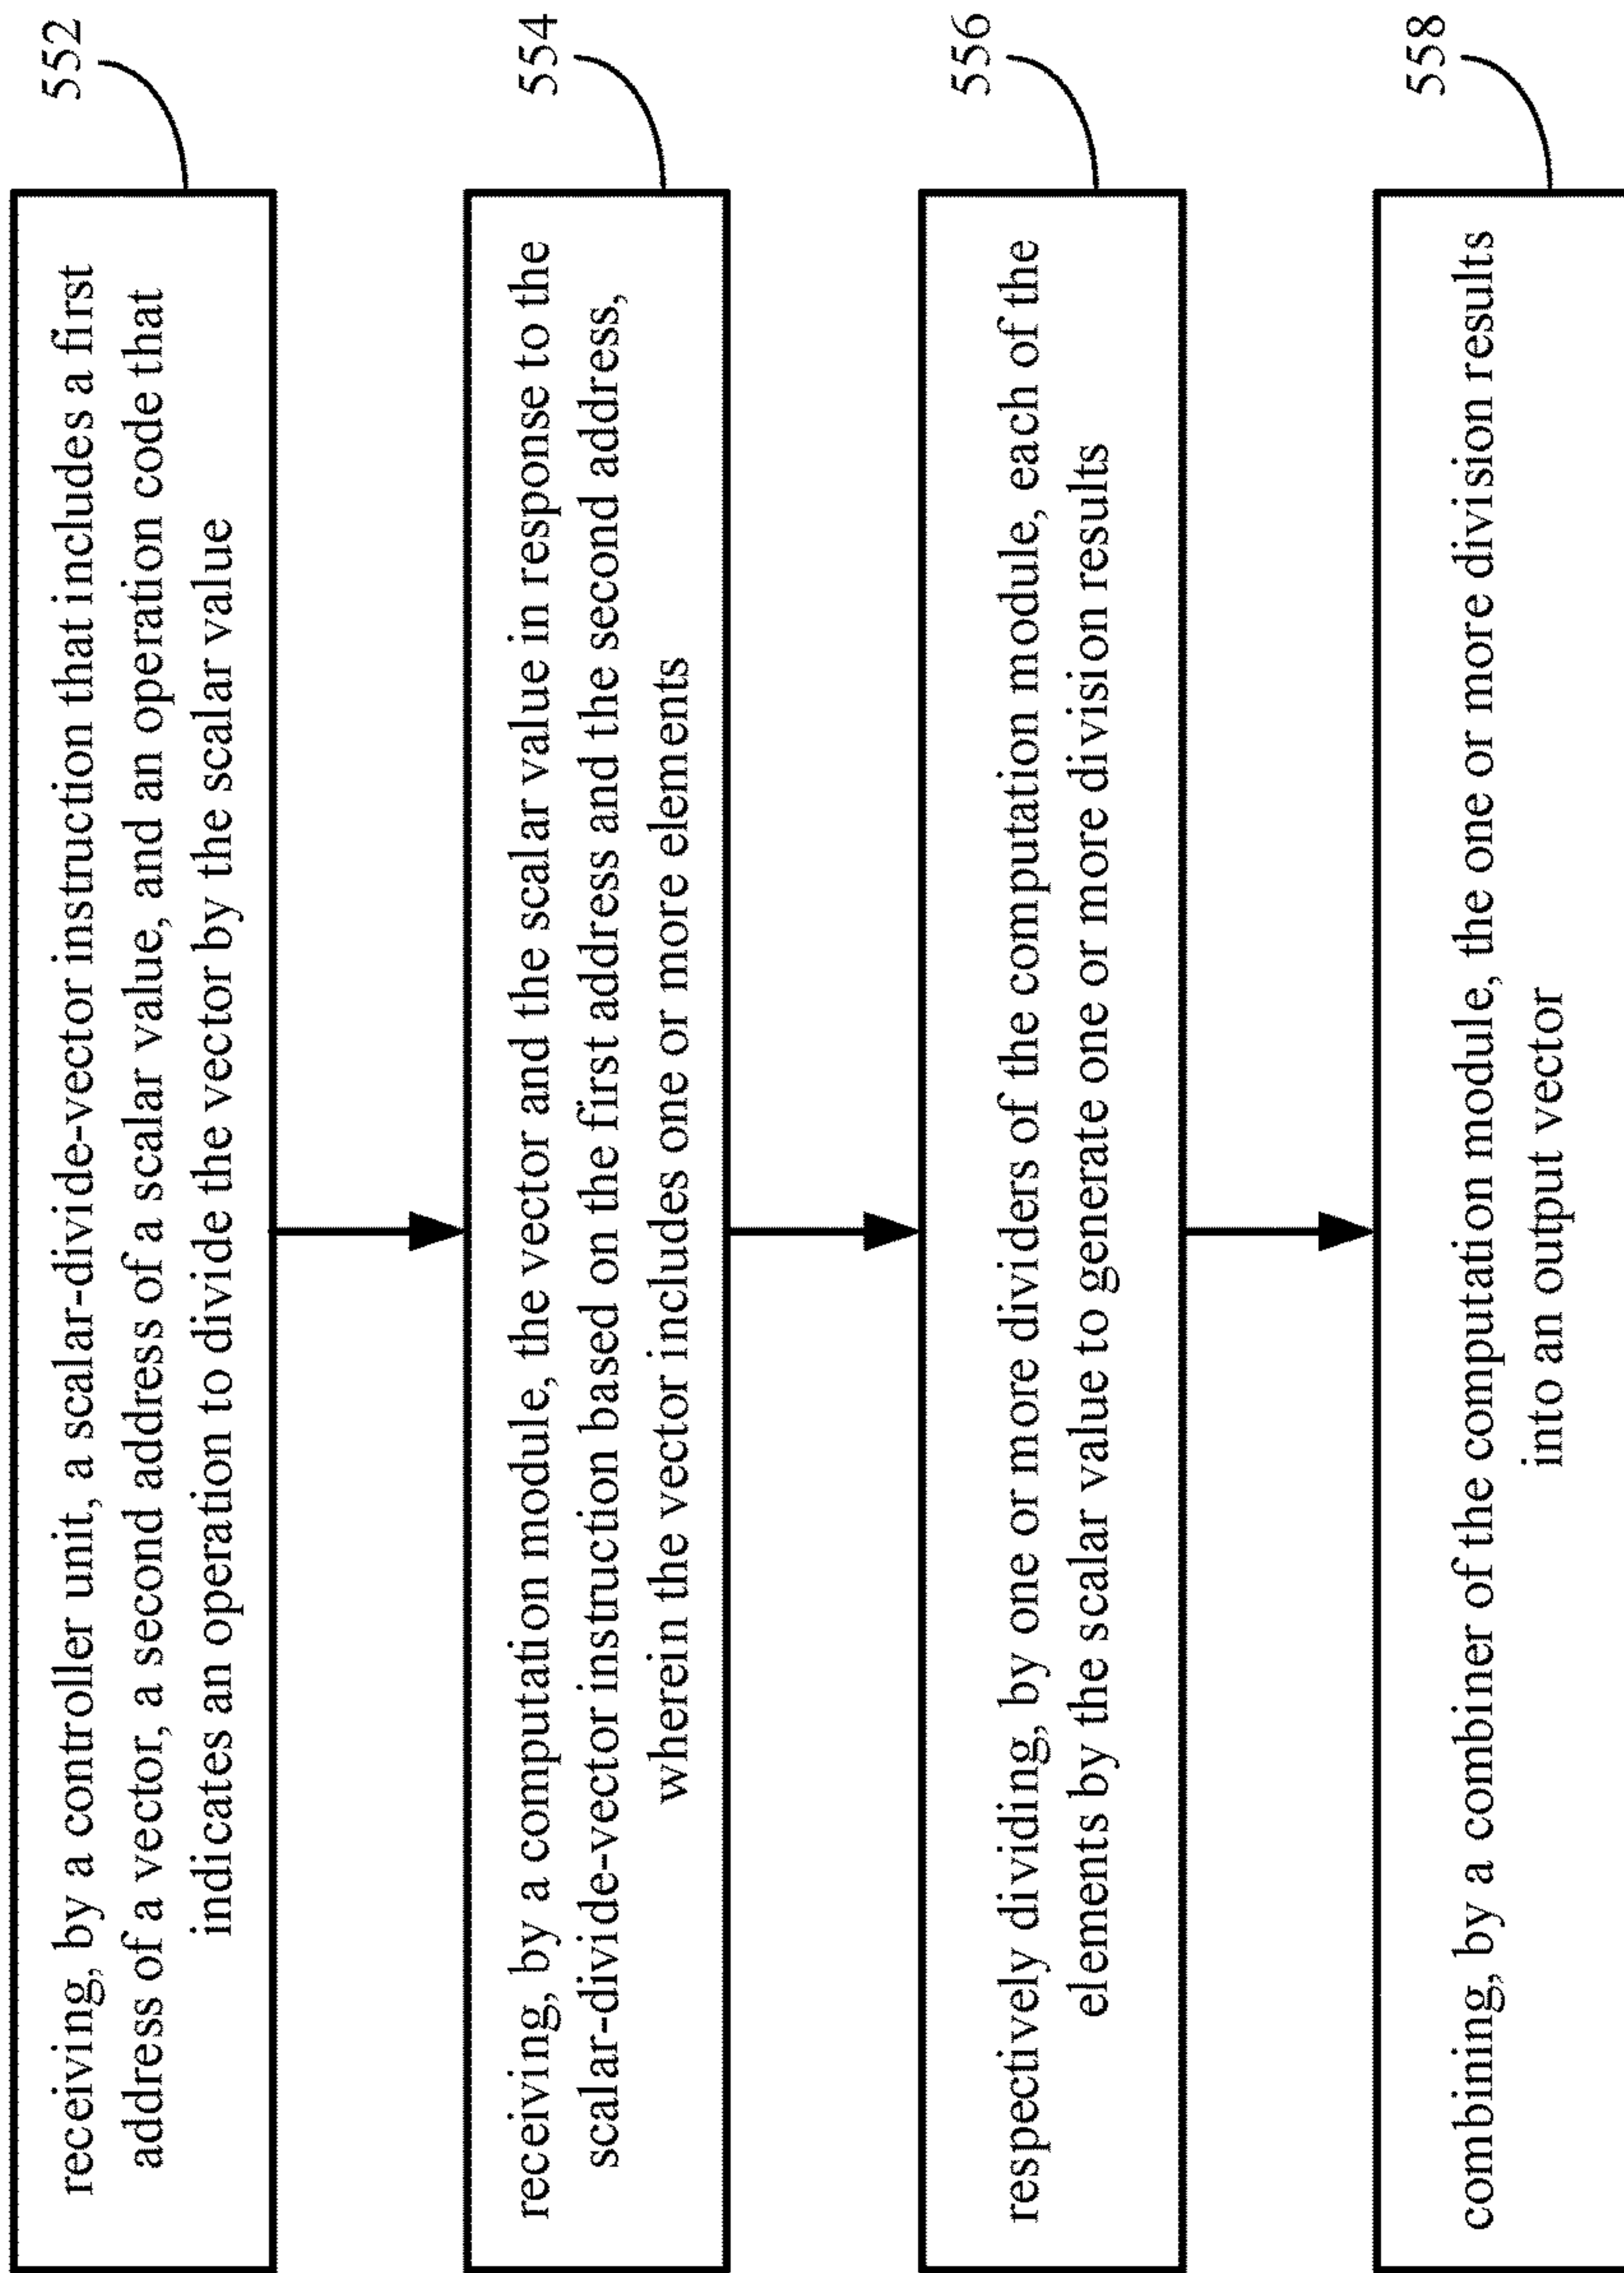 receiving, by a controller unit, a scalar-divide-vector instruction that includes a first
address of a vector, a second address of a scalar value, and an operation code that
indicates an operation to divide the vector by the scalar value
552
receiving, by a computation module, the vector and the scalar value in response to the
scalar-divide-vector instruction based on the first address and the second address,
wherein the vector includes one or more elements
554
respectively dividing, by one or more dividers of the computation module, each of the
elements by the scalar value to generate one or more division results
556
combining, by a combiner of the computation module, the one or more division results
into an output vector
558